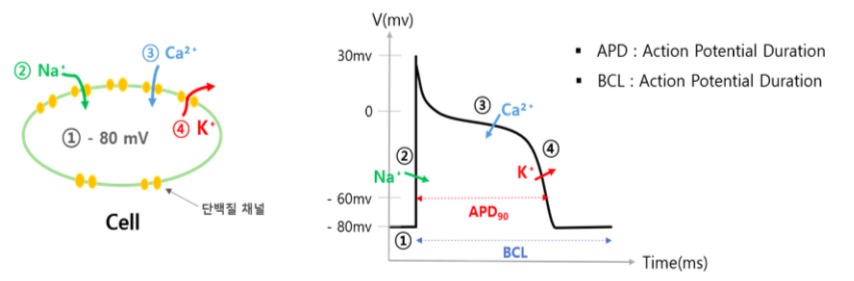 ② Na⁺
③ Ca²⁺
④ K⁺
① - 80 mV
단백질 채널
Cell
V(mv)
30mv
0
- 60mv
- 80mv
①
②
Na⁺
③
Ca²⁺
④
K⁺
APD₉₀
BCL
Time(ms)
▪ APD : Action Potential Duration
▪ BCL : Action Potential Duration